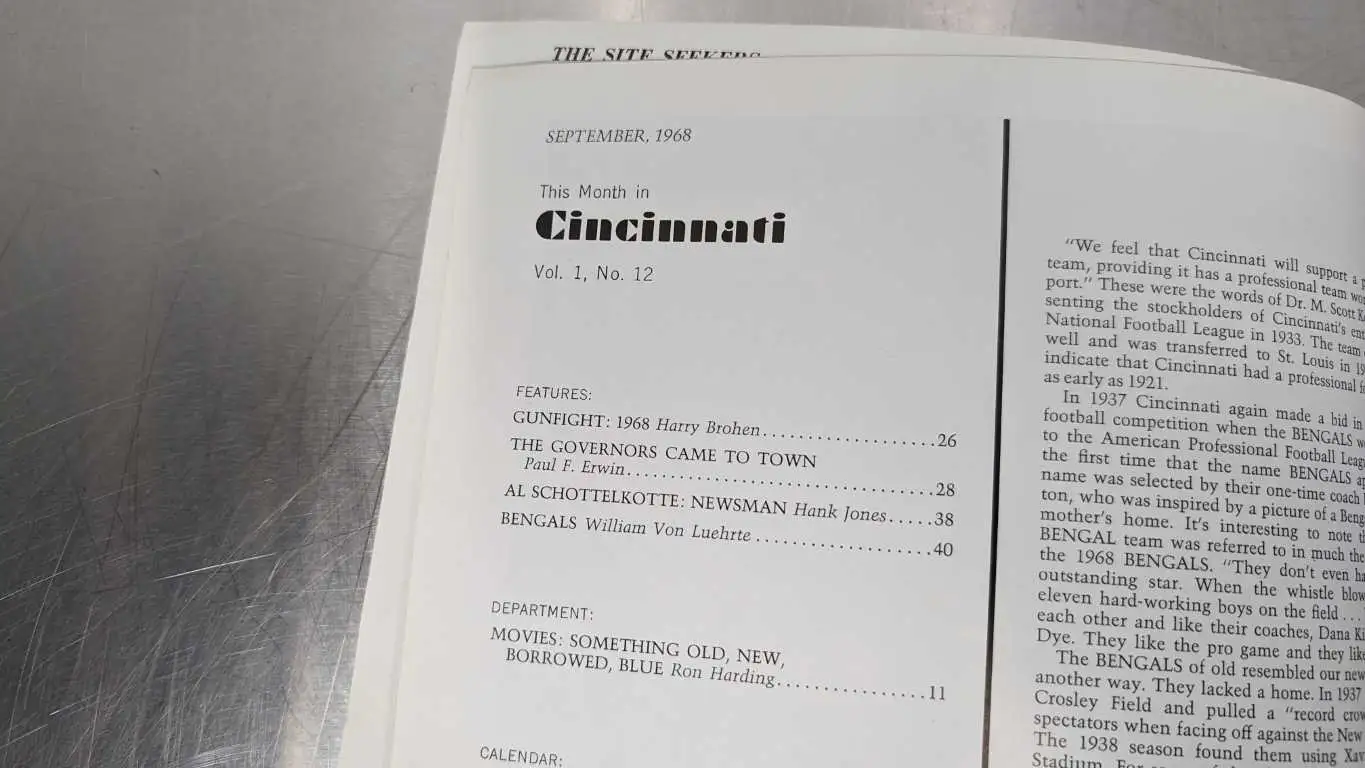 THE SITE SEEKERS
SEPTEMBER, 1968
This Month in
Cincinnati
Vol. 1, No. 12
FEATURES:
GUNFIGHT: 1968 Harry Brohen...................26
THE GOVERNORS CAME TO TOWN
Paul F. Erwin...............................28
AL SCHOTTELKOTTE: NEWSMAN Hank Jones.....38
BENGALS William Von Luehrte..................40
DEPARTMENT:
MOVIES: SOMETHING OLD, NEW,
BORROWED, BLUE Ron Harding................11
CALENDAR:
"We feel that Cincinnati will support a
team, providing it has a professional team
port." These were the words of Dr. M. Scott
senting the stockholders of Cincinnati's
National Football League in 1933. The team
well and was transferred to St. Louis in
indicate that Cincinnati had a professional
as early as 1921.
In 1937 Cincinnati again made a bid in
football competition when the BENGALS
to the American Professional Football
the first time that the name BENGALS
name was selected by their one-time coach
ton, who was inspired by a picture of a
mother's home. It's interesting to note
BENGAL team was referred to in much the
the 1968 BENGALS. "They don't even
outstanding star. When the whistle
eleven hard-working boys on the field ...
each other and like their coaches, Dana
Dye. They like the pro game and they
The BENGALS of old resembled our new
another way. They lacked a home. In 1937
Crosley Field and pulled a "record
spectators when facing off against the New
The 1938 season found them using
Stadium.